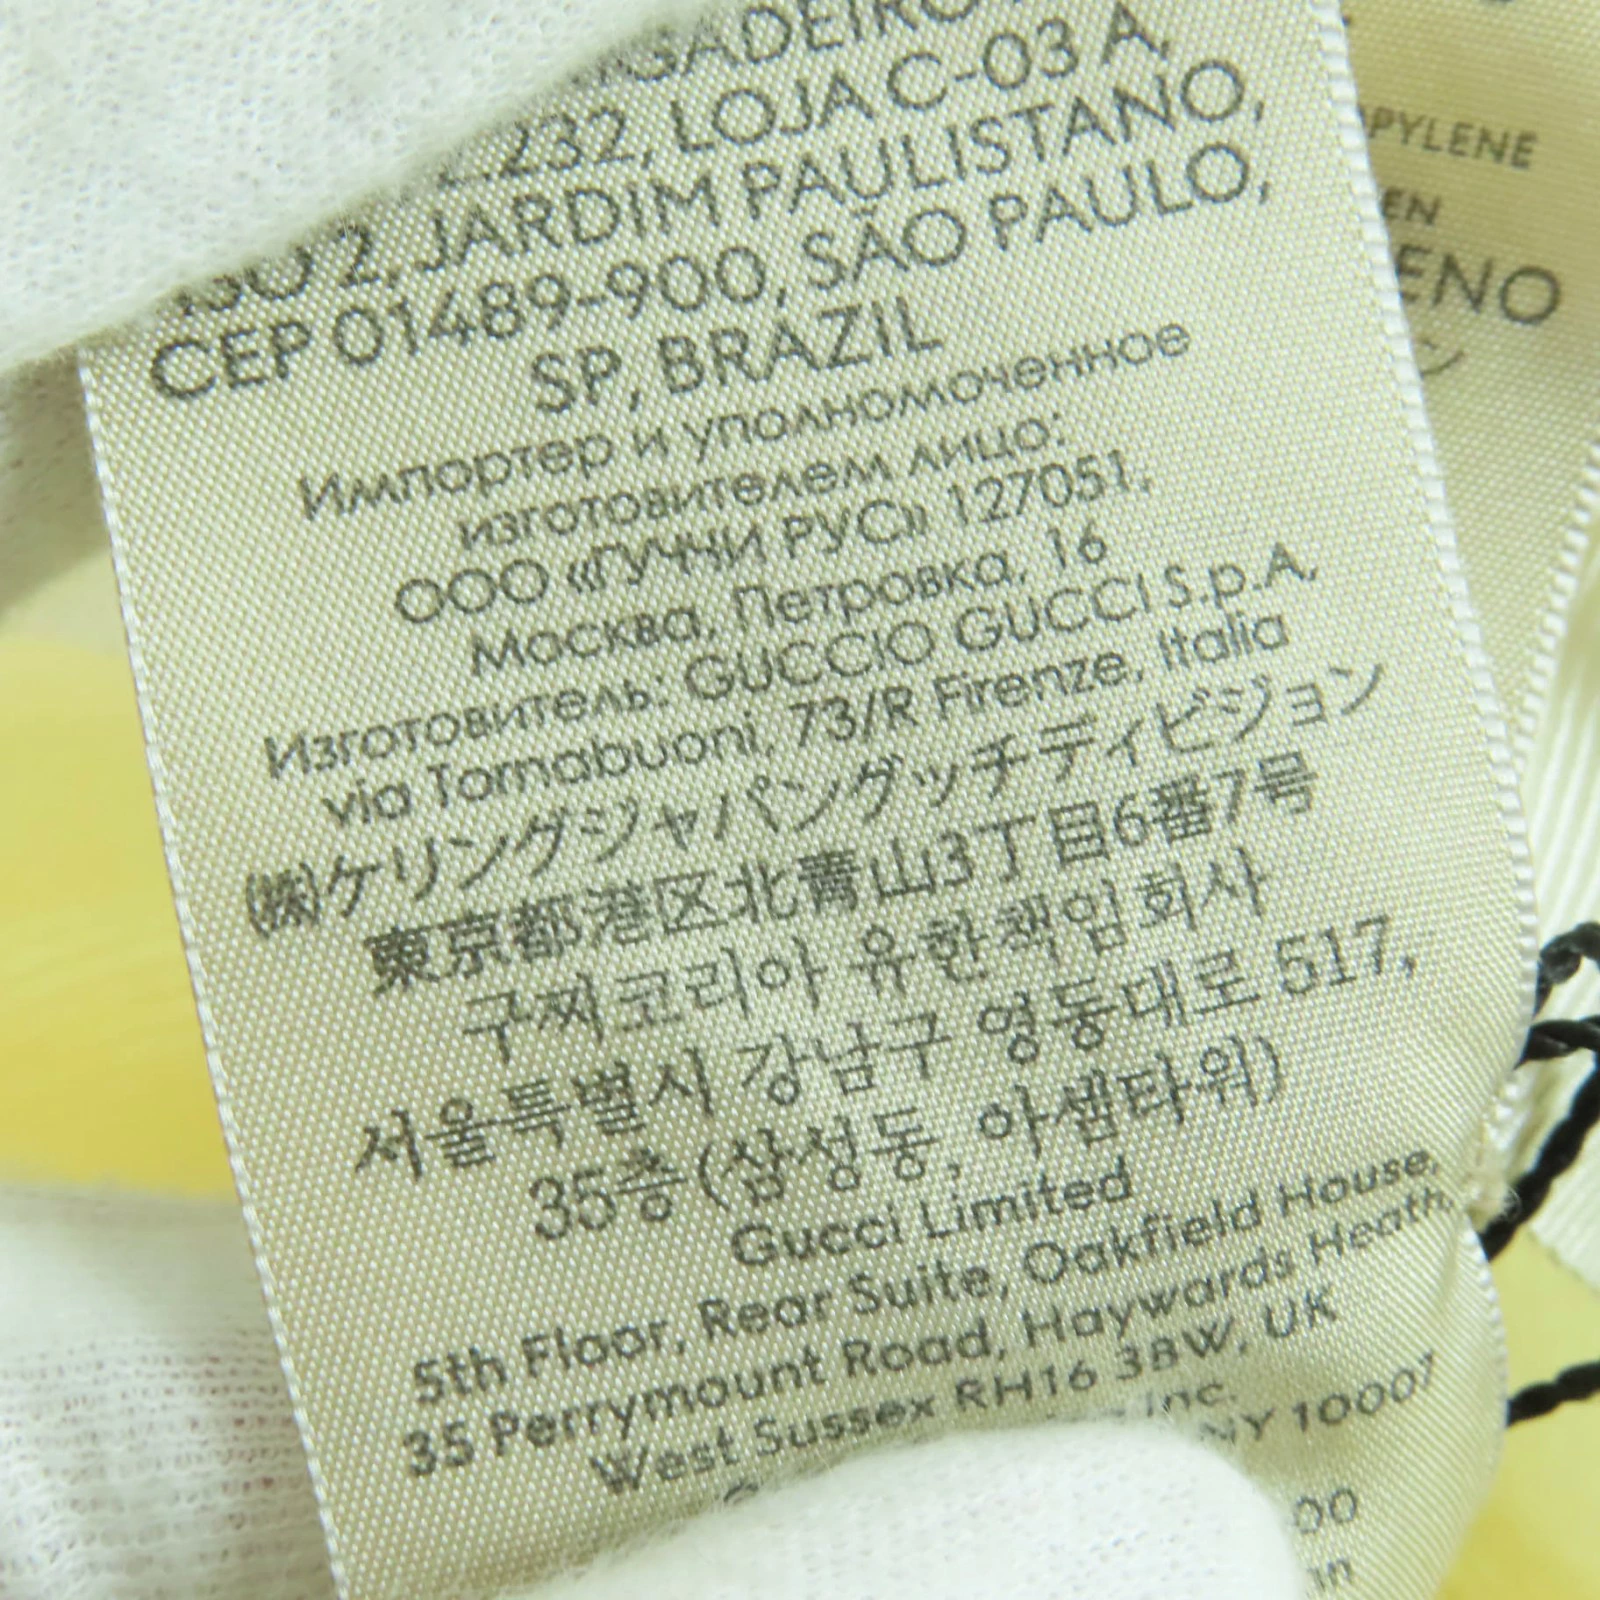 232, LOJA C-03 A,
2, JARDIM PAULISTANO,
CEP 01489-900, SÃO PAULO,
SP, BRAZIL
Импортер и уполномоченное
изготовителем лицо:
ООО «ГУЧЧИ РУС» 127051,
Москва, Петровка, 16
Изготовитель: GUCCIO GUCCI S.p.A,
via Tornabuoni, 73/R Firenze, Italia
㈱ケリングジャパングッチディビジョン
東京都港区北青山3丁目6番7号
구찌코리아 유한책임회사
서울특별시 강남구 영동대로 517,
35층 (삼성동, 아셈타워)
Gucci Limited
5th Floor, Rear Suite, Oakfield House,
35 Perrymount Road, Haywards Heath,
West Sussex RH16 3BW, UK
Inc.
NY 10007